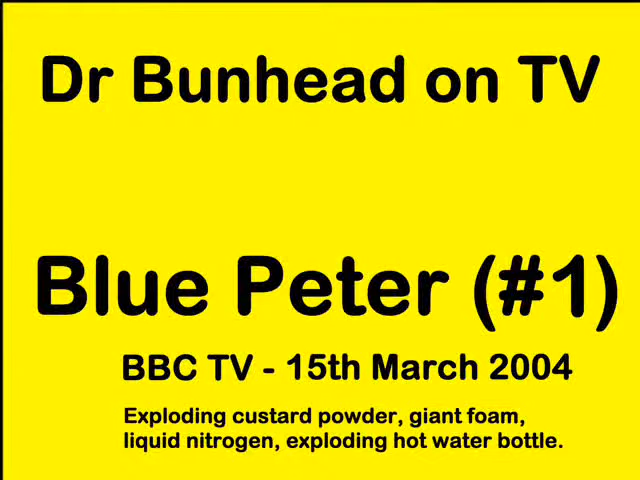 Dr Bunhead on TV
Blue Peter (#1)
BBC TV - 15th March 2004
Exploding custard powder, giant foam,
liquid nitrogen, exploding hot water bottle.